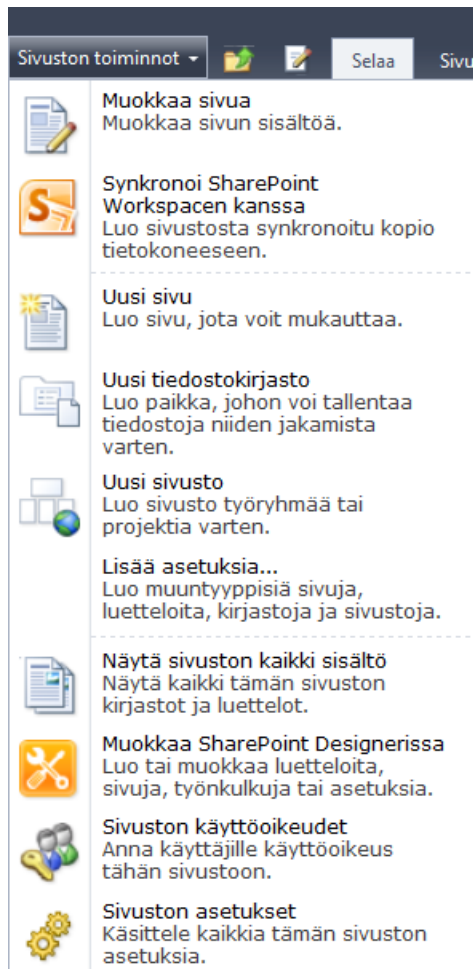 Sivuston toiminnot
Selaa
Sivu
Muokkaa sivua
Muokkaa sivun sisältöä.
Synkronoi SharePoint
Workspacen kanssa
Luo sivustosta synkronoitu kopio
tietokoneeseen.
Uusi sivu
Luo sivu, jota voit mukauttaa.
Uusi tiedostokirjasto
Luo paikka, johon voi tallentaa
tiedostoja niiden jakamista
varten.
Uusi sivusto
Luo sivusto työryhmää tai
projektia varten.
Lisää asetuksia...
Luo muuntyyppisiä sivuja,
luetteloita, kirjastoja ja sivustoja.
Näytä sivuston kaikki sisältö
Näytä kaikki tämän sivuston
kirjastot ja luettelot.
Muokkaa SharePoint Designerissa
Luo tai muokkaa luetteloita,
sivuja, työnkulkuja tai asetuksia.
Sivuston käyttöoikeudet
Anna käyttäjille käyttöoikeus
tähän sivustoon.
Sivuston asetukset
Käsittele kaikkia tämän sivuston
asetuksia.